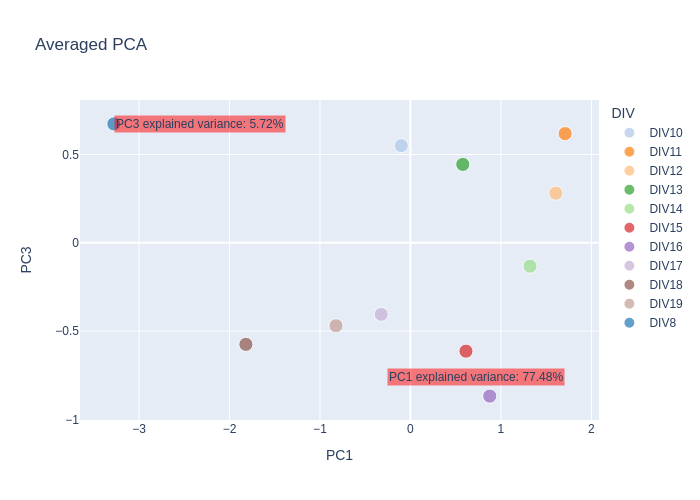 Averaged PCA
DIV
PC3 explained variance: 5.72%
DIV10
DIV11
DIV12
DIV13
DIV14
DIV15
DIV16
DIV17
DIV18
DIV19
DIV8
0.5
0
−0.5
−1
PC3
PC1 explained variance: 77.48%
−3
−2
−1
0
1
2
PC1